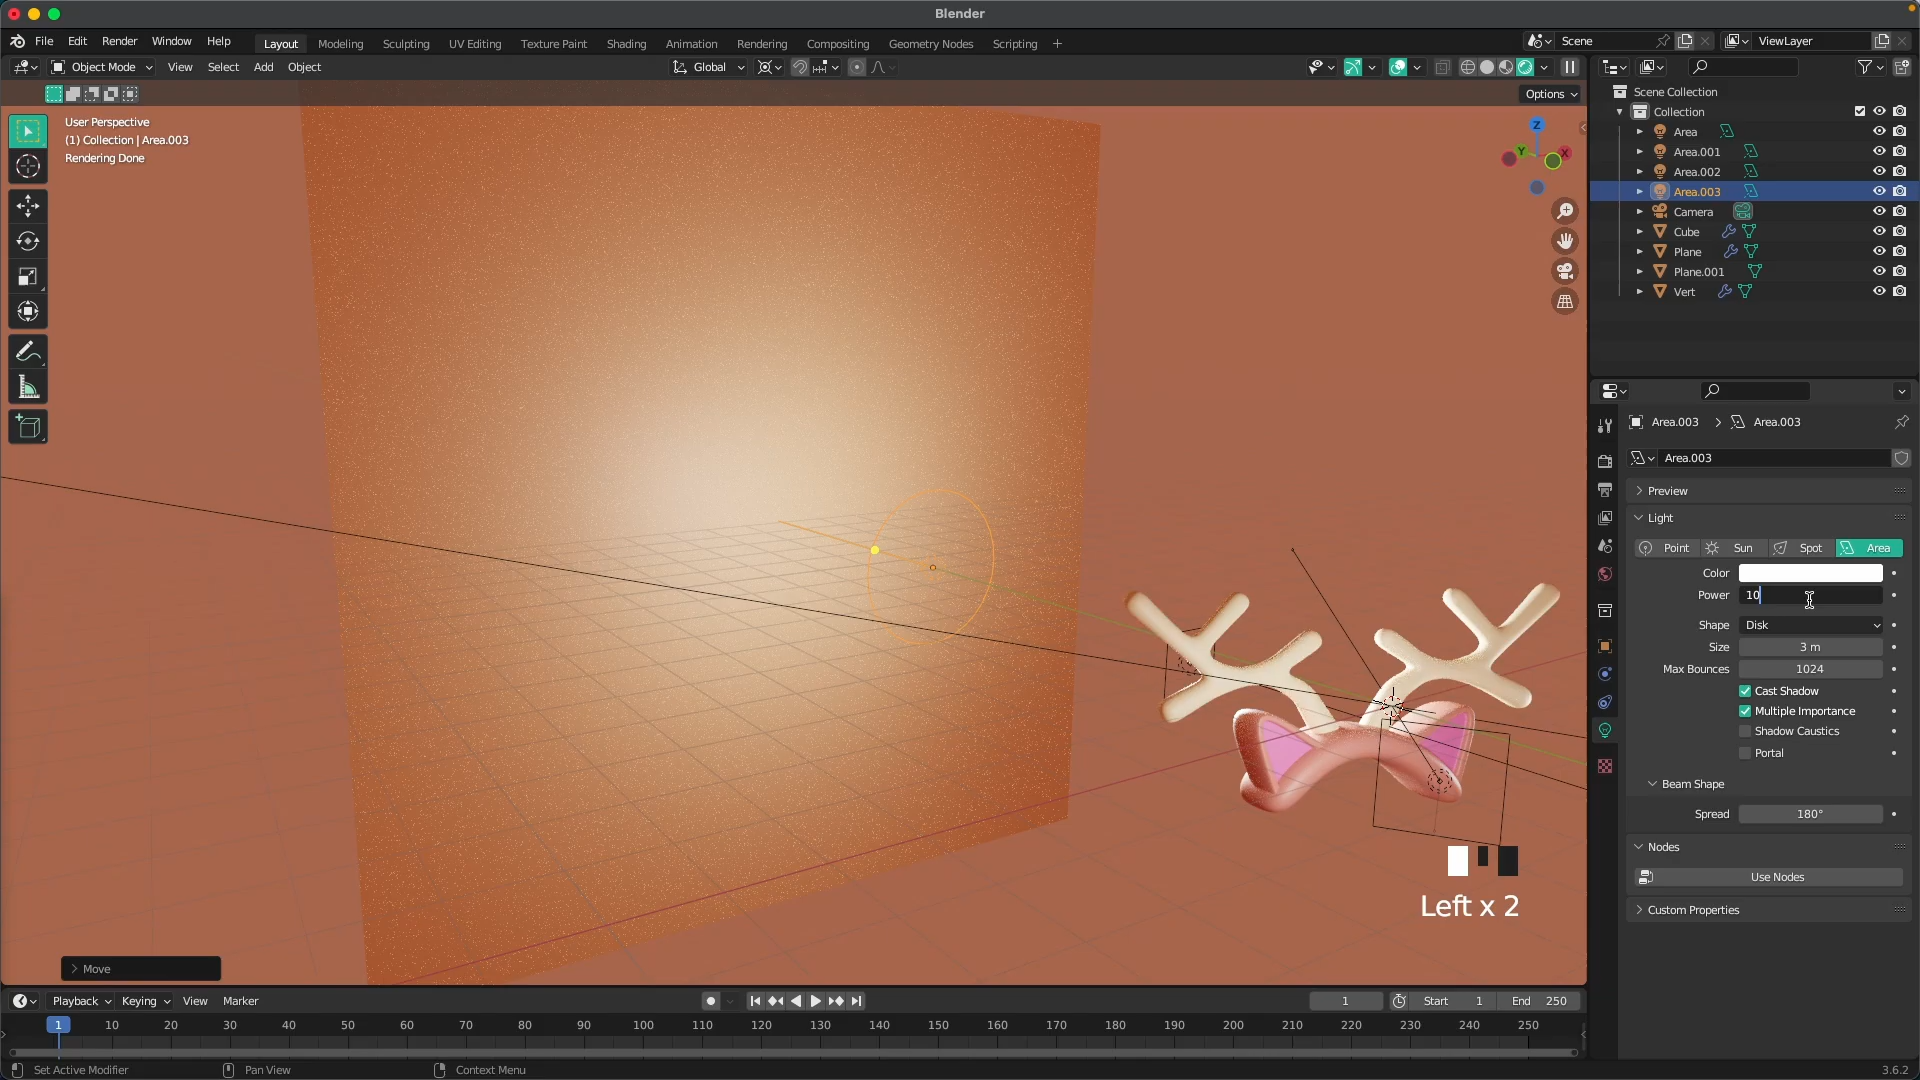 Blender
File Edit Render Window Help
Layout Modeling Sculpting UV Editing Texture Paint Shading Animation Rendering Compositing Geometry Nodes Scripting +
Scene
ViewLayer
Object Mode View Select Add Object
Global
Options
User Perspective
(1) Collection | Area.003
Rendering Done
Z
Y
X
Scene Collection
Collection
Area
Area.001
Area.002
Area.003
Camera
Cube
Plane
Plane.001
Vert
Area.003 > Area.003
Area.003
Preview
Light
Point Sun Spot Area
Color
Power 10
Shape Disk
Size 3 m
Max Bounces 1024
Cast Shadow
Multiple Importance
Shadow Caustics
Portal
Beam Shape
Spread 180°
Nodes
Use Nodes
Custom Properties
Left x 2
Move
Playback Keying View Marker
1
Start 1
End 250
1 10 20 30 40 50 60 70 80 90 100 110 120 130 140 150 160 170 180 190 200 210 220 230 240 250
Set Active Modifier
Pan View
Context Menu
3.6.2